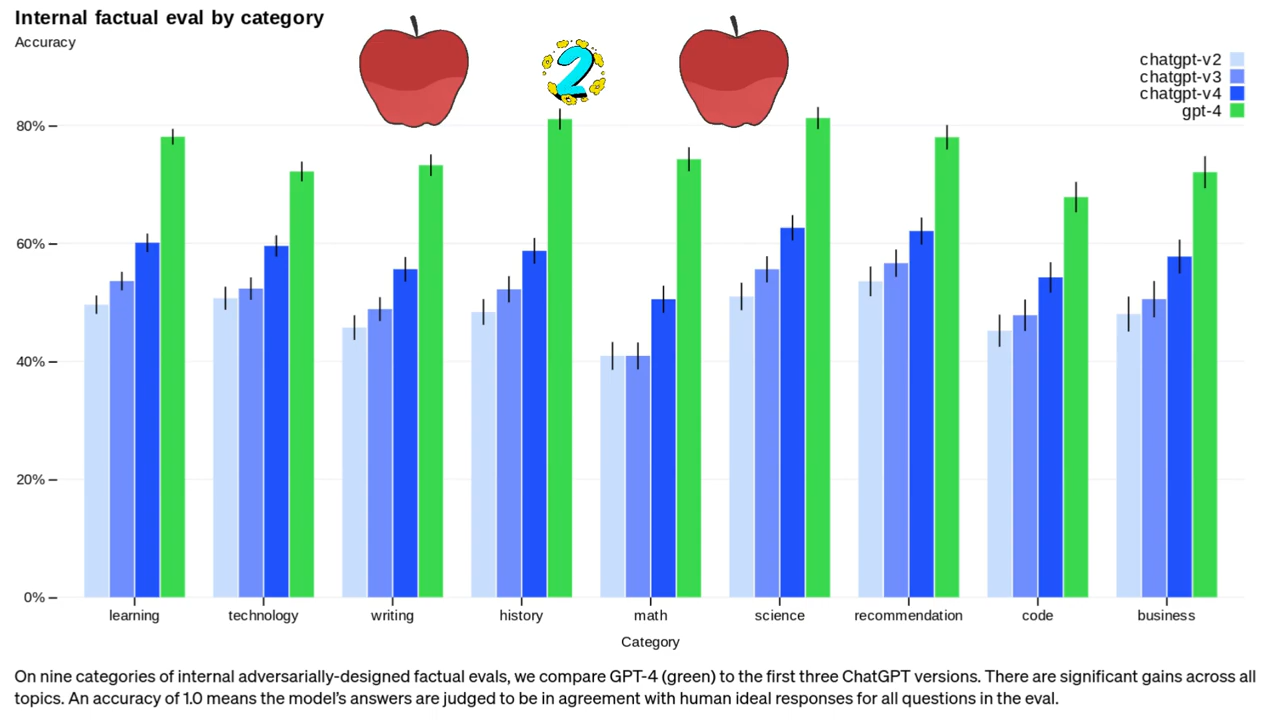 Internal factual eval by category
Accuracy
2
chatgpt-v2
chatgpt-v3
chatgpt-v4
gpt-4
80%
60%
40%
20%
0%
learning technology writing history math science recommendation code business
Category
On nine categories of internal adversarially-designed factual evals, we compare GPT-4 (green) to the first three ChatGPT versions. There are significant gains across all
topics. An accuracy of 1.0 means the model’s answers are judged to be in agreement with human ideal responses for all questions in the eval.